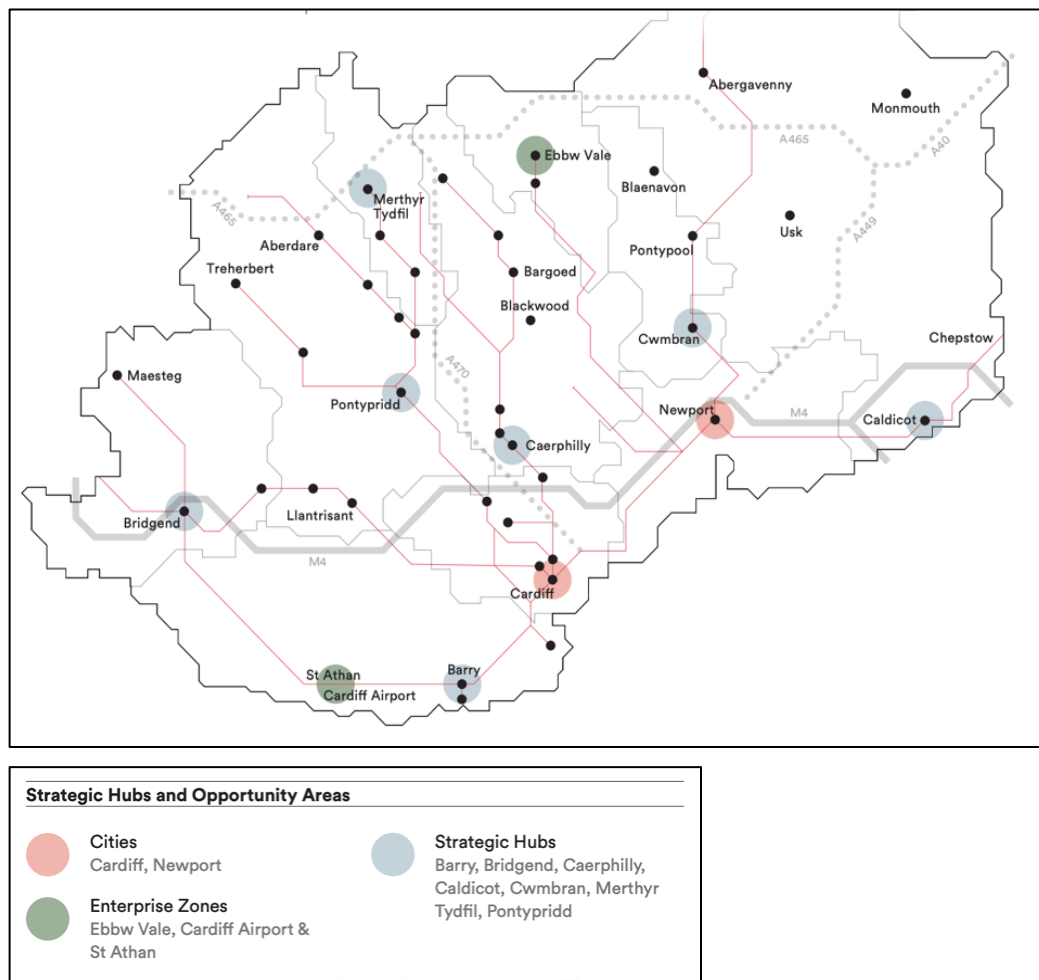 Abergavenny
Monmouth
A465
A40
Ebbw Vale
Blaenavon
Merthyr
Tydfil
A465
Usk
A449
Aberdare
Pontypool
Treherbert
Bargoed
Blackwood
Cwmbran
Chepstow
A470
Maesteg
Pontypridd
Newport
M4
Caldicot
Caerphilly
Llantrisant
Bridgend
M4
Cardiff
St Athan
Barry
Cardiff Airport
Strategic Hubs and Opportunity Areas
Cities
Cardiff, Newport
Enterprise Zones
Ebbw Vale, Cardiff Airport &
St Athan
Strategic Hubs
Barry, Bridgend, Caerphilly,
Caldicot, Cwmbran, Merthyr
Tydfil, Pontypridd